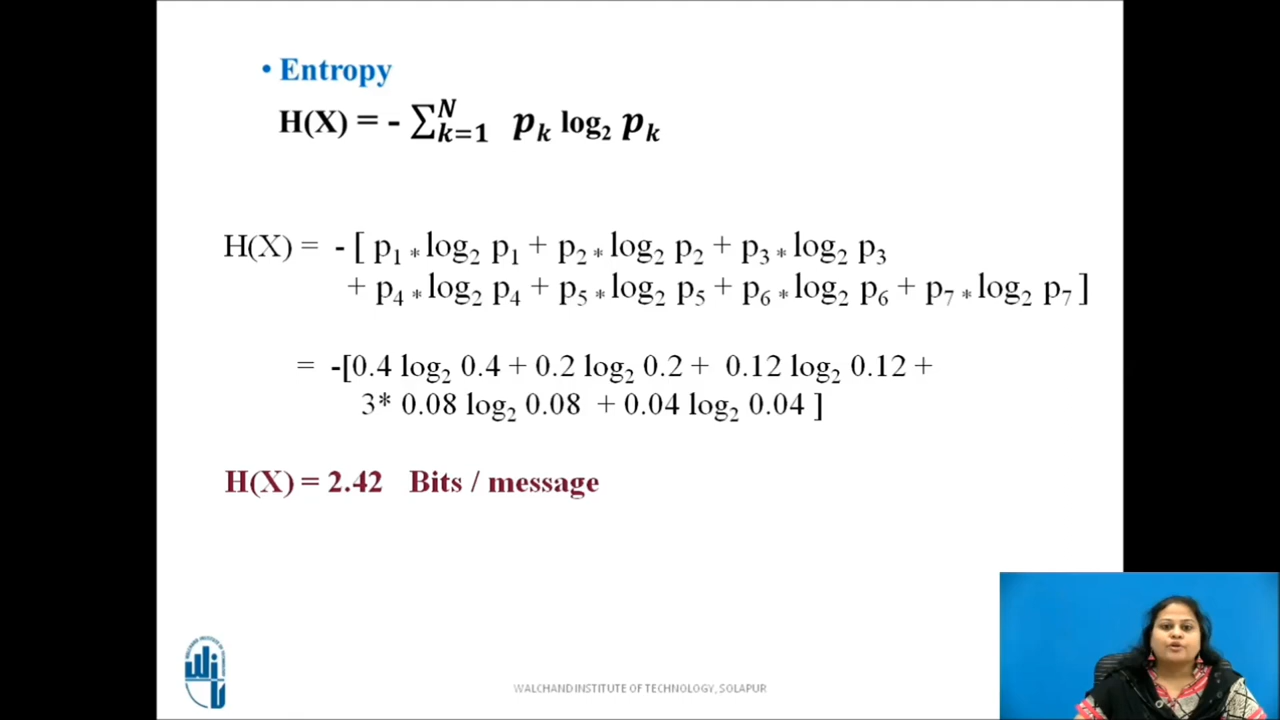 • Entropy
H(X) = - ∑ᴺₖ₌₁ pₖ log₂ pₖ
H(X) = - [ p₁ * log₂ p₁ + p₂ * log₂ p₂ + p₃ * log₂ p₃
+ p₄ * log₂ p₄ + p₅ * log₂ p₅ + p₆ * log₂ p₆ + p₇ * log₂ p₇ ]
= -[0.4 log₂ 0.4 + 0.2 log₂ 0.2 + 0.12 log₂ 0.12 +
3* 0.08 log₂ 0.08 + 0.04 log₂ 0.04 ]
H(X) = 2.42 Bits / message
WALCHAND INSTITUTE OF TECHNOLOGY, SOLAPUR